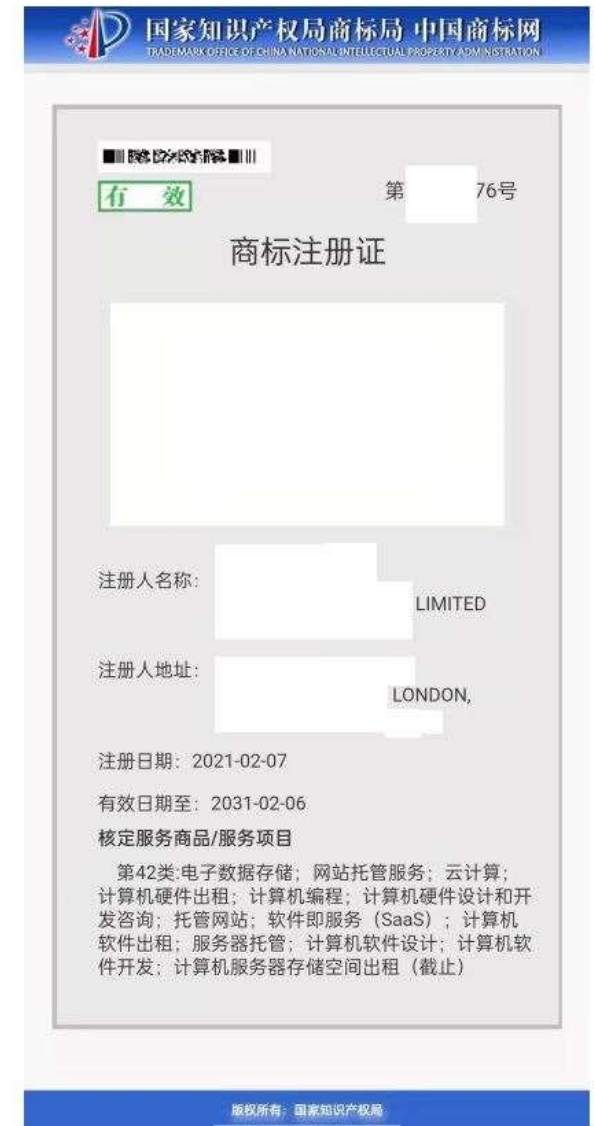 国家知识产权局商标局 中国商标网
TRADEMARK OFFICE OF CHINA NATIONAL INTELLECTUAL PROPERTY ADMINISTRATION
有 效
第 76号
商标注册证
注册人名称:
LIMITED
注册人地址:
LONDON,
注册日期: 2021-02-07
有效日期至: 2031-02-06
核定服务商品/服务项目
第42类:电子数据存储; 网站托管服务; 云计算;
计算机硬件出租; 计算机编程; 计算机硬件设计和开
发咨询; 托管网站; 软件即服务 (SaaS) ; 计算机
软件出租; 服务器托管; 计算机软件设计; 计算机软
件开发; 计算机服务器存储空间出租 (截止)
版权所有: 国家知识产权局